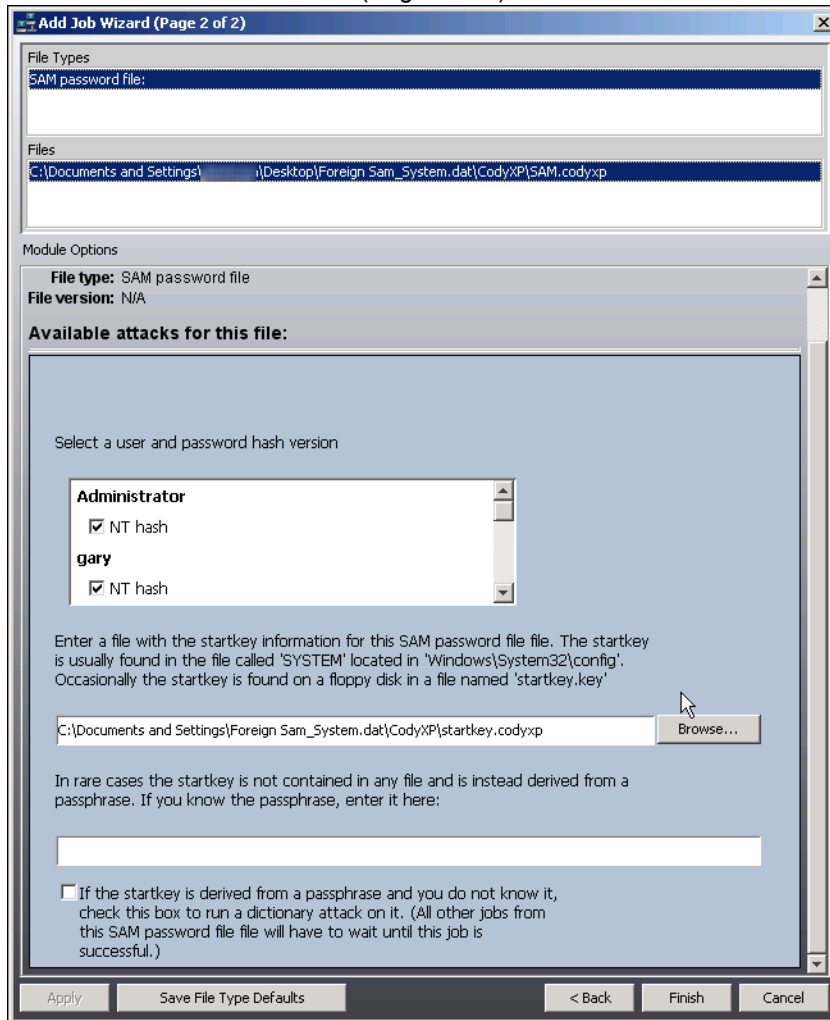 Add Job Wizard (Page 2 of 2)
File Types
SAM password file:
Files
C:\Documents and Settings\ \Desktop\Foreign Sam_System.dat\CodyXP\SAM.codyxp
Module Options
File type: SAM password file
File version: N/A
Available attacks for this file:
Select a user and password hash version
Administrator
NT hash
gary
NT hash
Enter a file with the startkey information for this SAM password file file. The startkey
is usually found in the file called 'SYSTEM' located in 'Windows\System32\config'.
Occasionally the startkey is found on a floppy disk in a file named 'startkey.key'
C:\Documents and Settings\Foreign Sam_System.dat\CodyXP\startkey.codyxp Browse...
In rare cases the startkey is not contained in any file and is instead derived from a
passphrase. If you know the passphrase, enter it here:
If the startkey is derived from a passphrase and you do not know it,
check this box to run a dictionary attack on it. (All other jobs from
this SAM password file file will have to wait until this job is
successful.)
Apply Save File Type Defaults < Back Finish Cancel